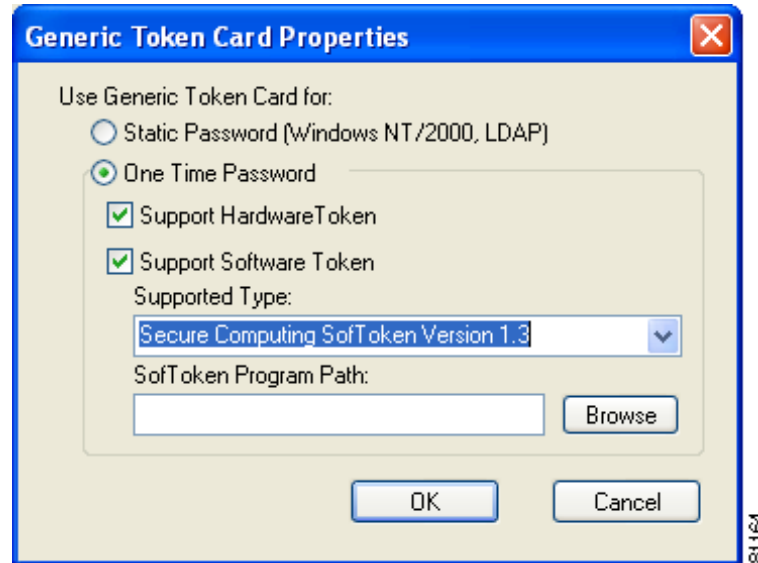 Generic Token Card Properties
Use Generic Token Card for:
Static Password (Windows NT/2000, LDAP)
One Time Password
Support HardwareToken
Support Software Token
Supported Type:
Secure Computing SofToken Version 1.3
SofToken Program Path:
Browse
OK
Cancel
81164